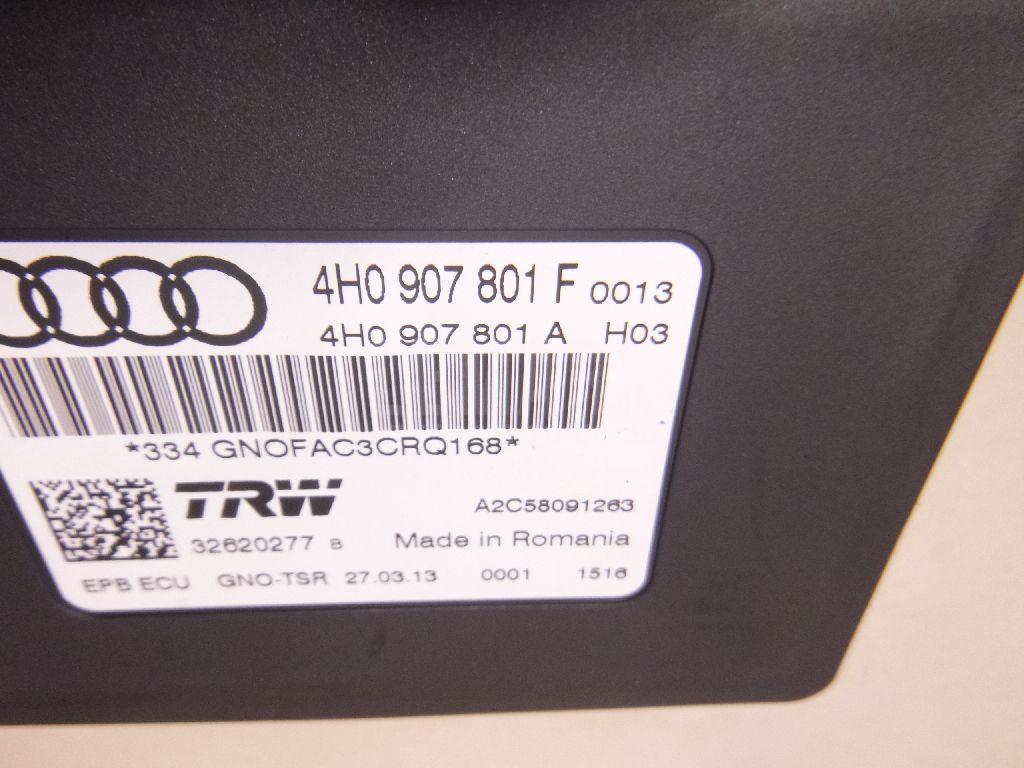 4H0 907 801 F 0013
4H0 907 801 A H03
*334 GNOFAC3CRQ168*
TRW
A2C58091263
32620277 B Made in Romania
EPB ECU GNO-TSR 27.03.13 0001 1516